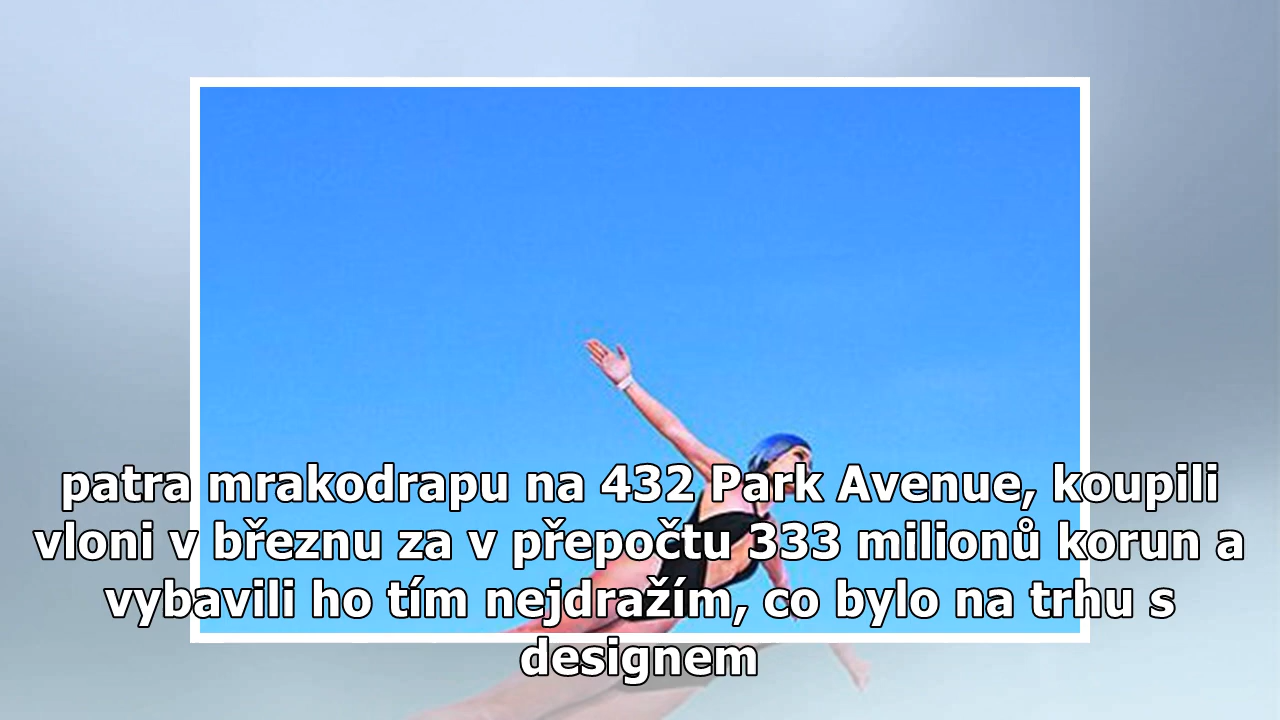 patra mrakodrapu na 432 Park Avenue, koupili
vloni v březnu za v přepočtu 333 milionů korun a
vybavili ho tím nejdražím, co bylo na trhu s
designem